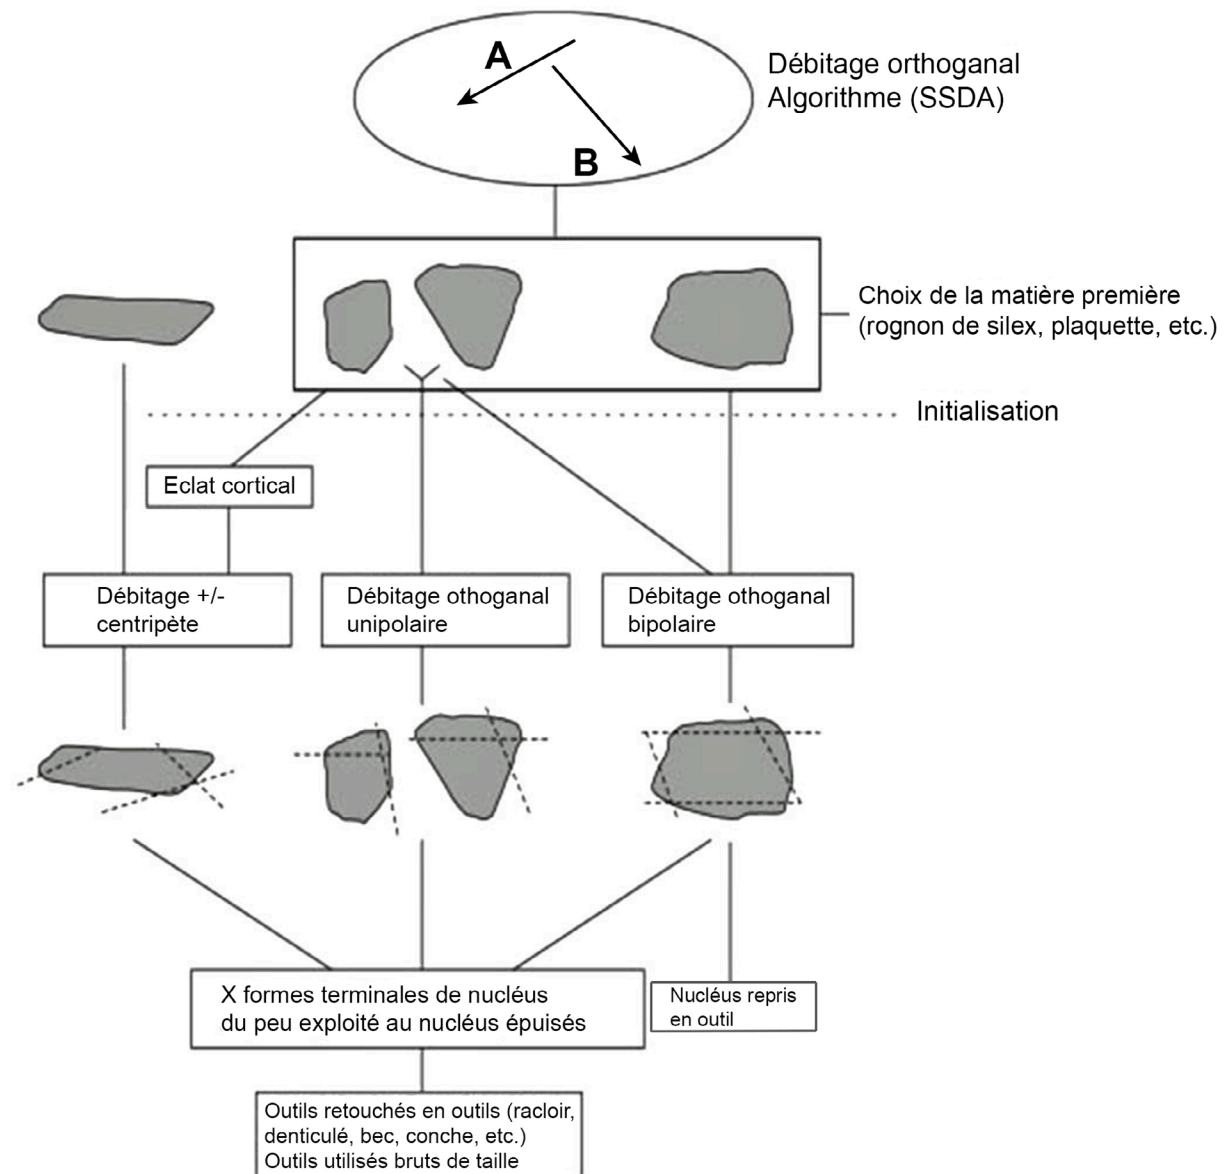 A
B
Débitage orthoganal
Algorithme (SSDA)
Choix de la matière première
(rognon de silex, plaquette, etc.)
Initialisation
Eclat cortical
Débitage +/-
centripète
Débitage othoganal
unipolaire
Débitage othoganal
bipolaire
X formes terminales de nucléus
du peu exploité au nucléus épuisés
Nucléus repris
en outil
Outils retouchés en outils (racloir,
denticulé, bec, conche, etc.)
Outils utilisés bruts de taille